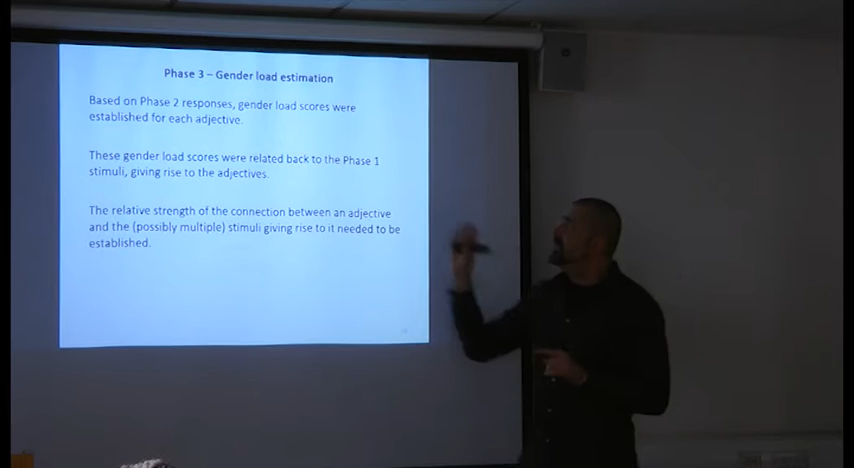 Phase 3 – Gender load estimation
Based on Phase 2 responses, gender load scores were
established for each adjective.
These gender load scores were related back to the Phase 1
stimuli, giving rise to the adjectives.
The relative strength of the connection between an adjective
and the (possibly multiple) stimuli giving rise to it needed to be
established.